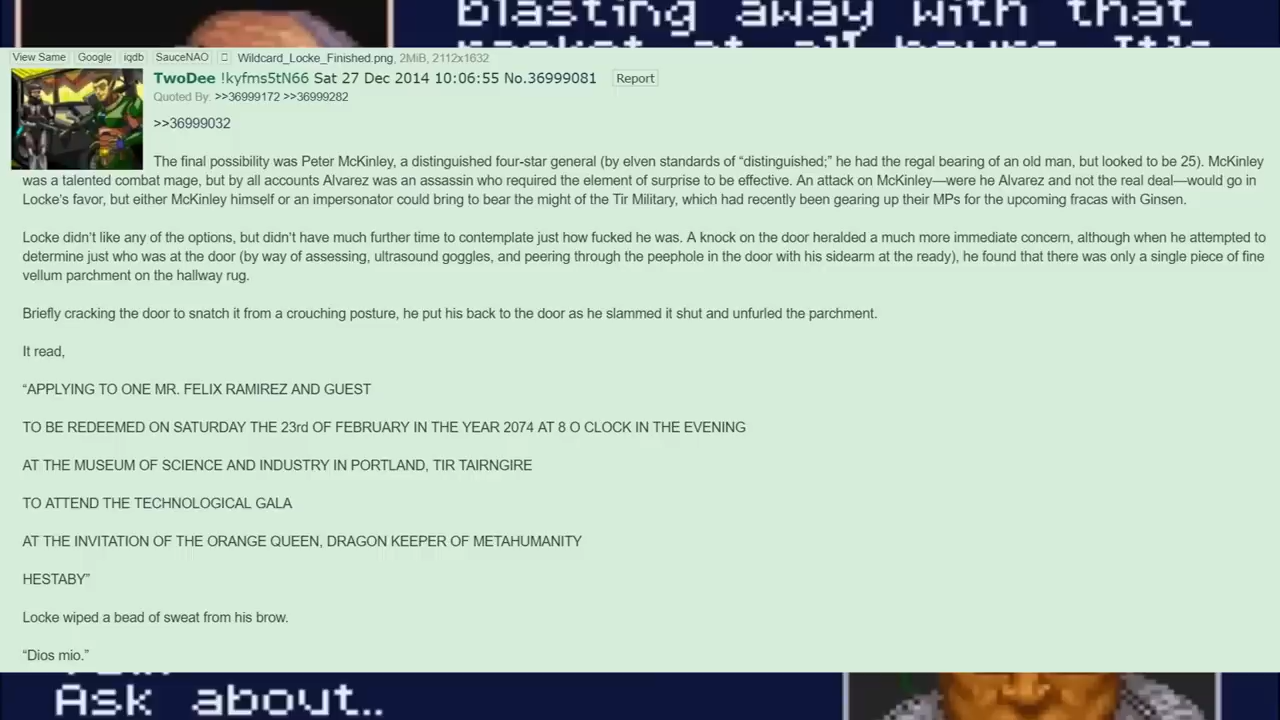 blasting away with that
View Same Google iqdb SauceNAO Wildcard_Locke_Finished.png, 2MiB, 2112x1632
TwoDee !kyfms5tN66 Sat 27 Dec 2014 10:06:55 No.36999081 Report
Quoted By: >>36999172 >>36999282
>>36999032
The final possibility was Peter McKinley, a distinguished four-star general (by elven standards of “distinguished;” he had the regal bearing of an old man, but looked to be 25). McKinley
was a talented combat mage, but by all accounts Alvarez was an assassin who required the element of surprise to be effective. An attack on McKinley—were he Alvarez and not the real deal—would go in
Locke’s favor, but either McKinley himself or an impersonator could bring to bear the might of the Tir Military, which had recently been gearing up their MPs for the upcoming fracas with Ginsen.
Locke didn’t like any of the options, but didn’t have much further time to contemplate just how fucked he was. A knock on the door heralded a much more immediate concern, although when he attempted to
determine just who was at the door (by way of assessing, ultrasound goggles, and peering through the peephole in the door with his sidearm at the ready), he found that there was only a single piece of fine
vellum parchment on the hallway rug.
Briefly cracking the door to snatch it from a crouching posture, he put his back to the door as he slammed it shut and unfurled the parchment.
It read,
“APPLYING TO ONE MR. FELIX RAMIREZ AND GUEST
TO BE REDEEMED ON SATURDAY THE 23rd OF FEBRUARY IN THE YEAR 2074 AT 8 O CLOCK IN THE EVENING
AT THE MUSEUM OF SCIENCE AND INDUSTRY IN PORTLAND, TIR TAIRNGIRE
TO ATTEND THE TECHNOLOGICAL GALA
AT THE INVITATION OF THE ORANGE QUEEN, DRAGON KEEPER OF METAHUMANITY
HESTABY”
Locke wiped a bead of sweat from his brow.
“Dios mio.”
Ask about..